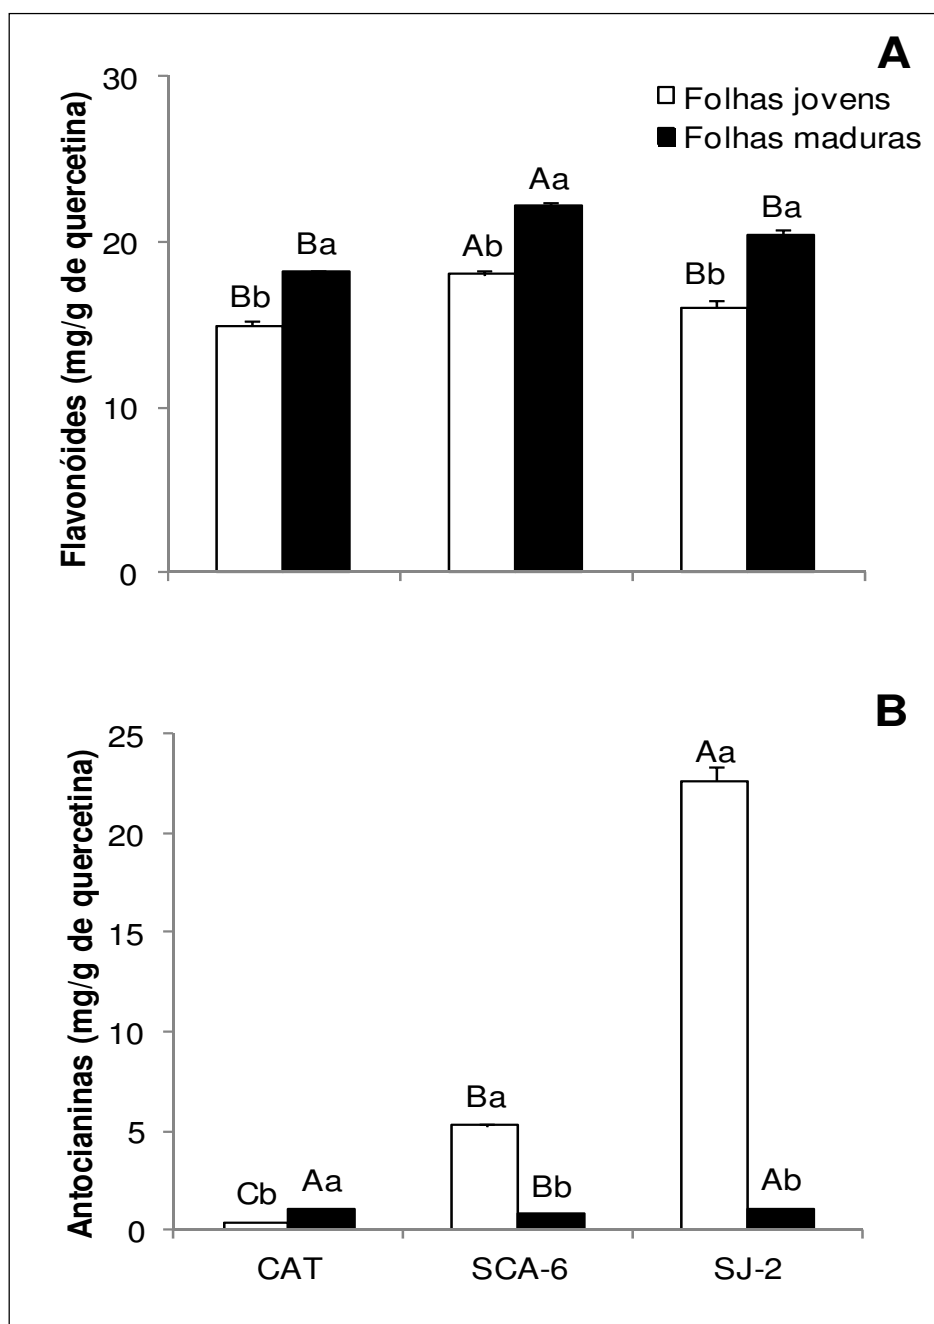 A
30
Folhas jovens
Folhas maduras
Aa
Ba
Ba
Ab
20
Bb
Bb
10
0
Flavonóides (mg/g de quercetina)
B
25
Aa
20
15
10
Ba
5
Cb
Aa
Bb
Ab
0
Antocianinas (mg/g de quercetina)
CAT
SCA-6
SJ-2